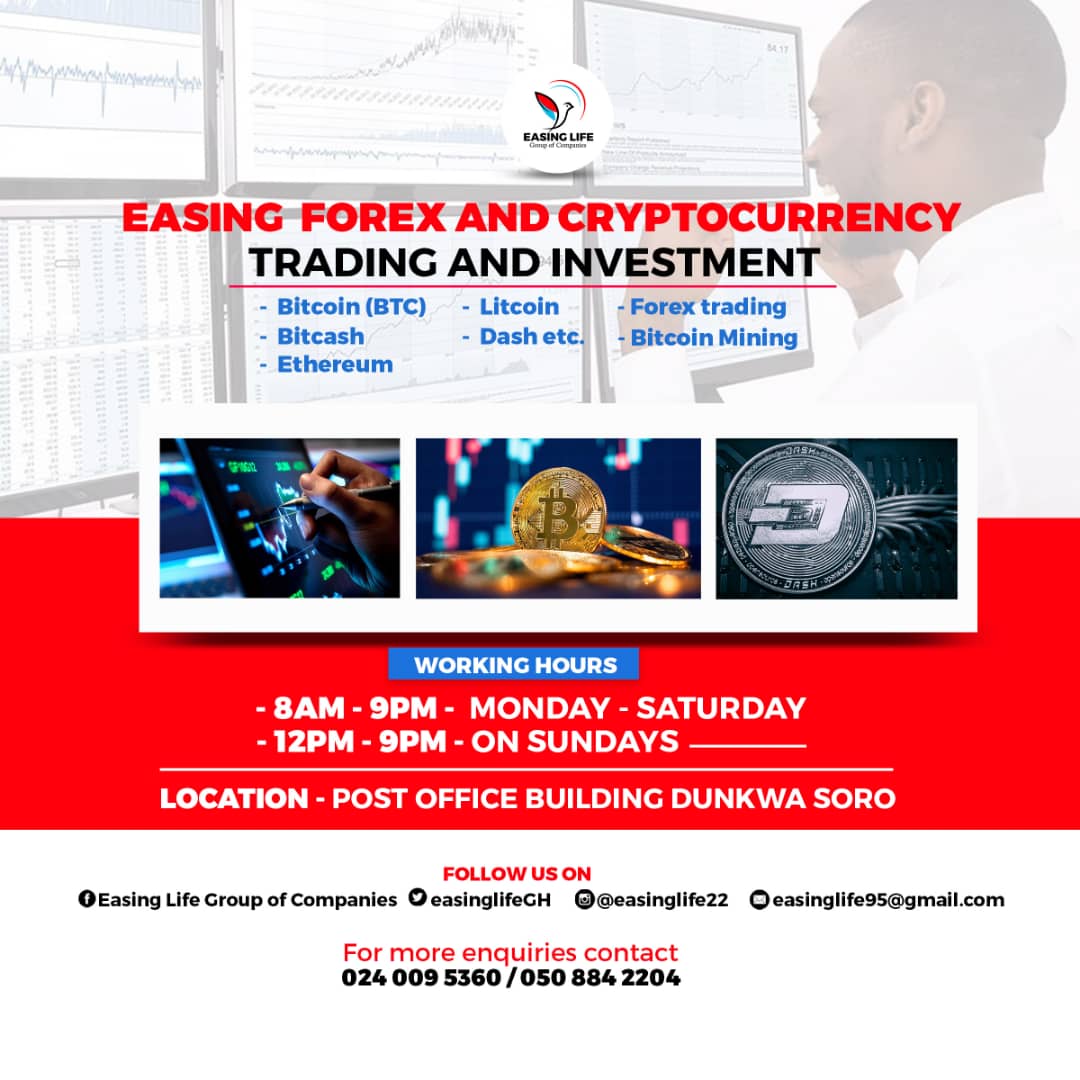 EASING LIFE
Group of Companies
EASING FOREX AND CRYPTOCURRENCY
TRADING AND INVESTMENT
- Bitcoin (BTC)
- Bitcash
- Ethereum
- Litcoin
- Dash etc.
- Forex trading
- Bitcoin Mining
WORKING HOURS
- 8AM - 9PM - MONDAY - SATURDAY
- 12PM - 9PM - ON SUNDAYS
LOCATION - POST OFFICE BUILDING DUNKWA SORO
FOLLOW US ON
Easing Life Group of Companies easinglifeGH @easinglife22 easinglife95@gmail.com
For more enquiries contact
024 009 5360 / 050 884 2204